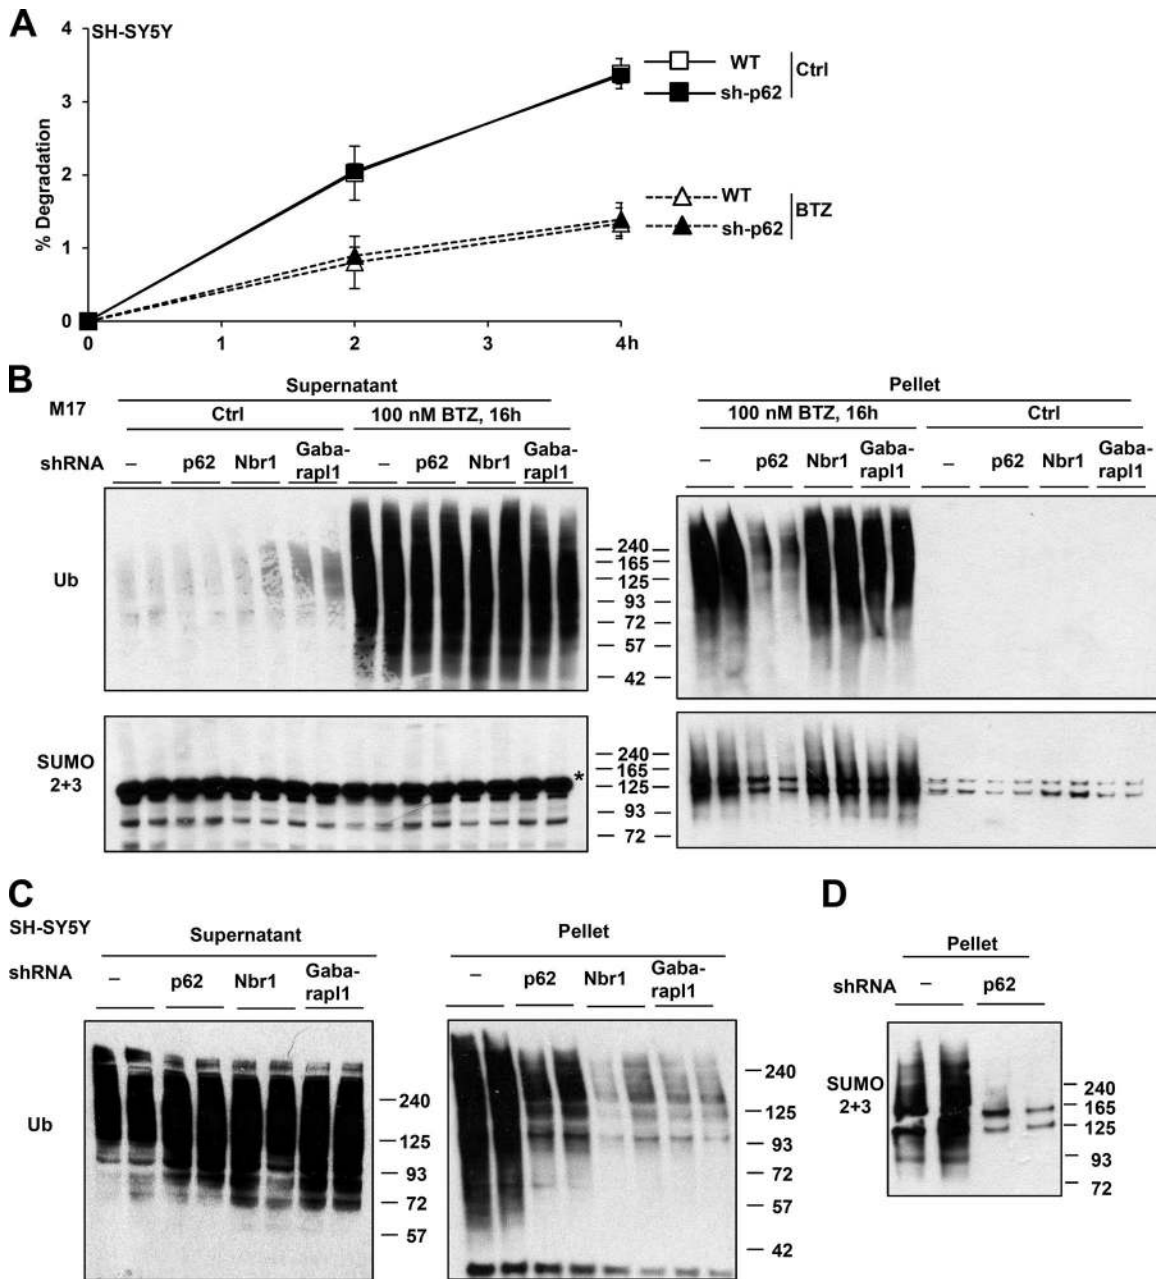 A
SH-SY5Y
% Degradation
4
3
2
1
0
0 1 2 3 4h
WT
sh-p62
Ctrl
WT
sh-p62
BTZ
B
M17
Supernatant
Ctrl 100 nM BTZ, 16h
shRNA – p62 Nbr1 Gaba-
rapl1 – p62 Nbr1 Gaba-
rapl1
Pellet
100 nM BTZ, 16h Ctrl
– p62 Nbr1 Gaba-
rapl1 – p62 Nbr1 Gaba-
rapl1
Ub
– 240 –
– 165 –
– 125 –
– 93 –
– 72 –
– 57 –
– 42 –
SUMO
2+3
*
– 240 –
– 165 –
– 125 –
– 93 –
– 72 –
C
SH-SY5Y
Supernatant
shRNA – p62 Nbr1 Gaba-
rapl1
Ub
– 240
– 125
– 93
– 72
– 57
Pellet
– p62 Nbr1 Gaba-
rapl1
– 240
– 125
– 93
– 72
– 57
– 42
D
Pellet
shRNA – p62
SUMO
2+3
– 240
– 165
– 125
– 93
– 72